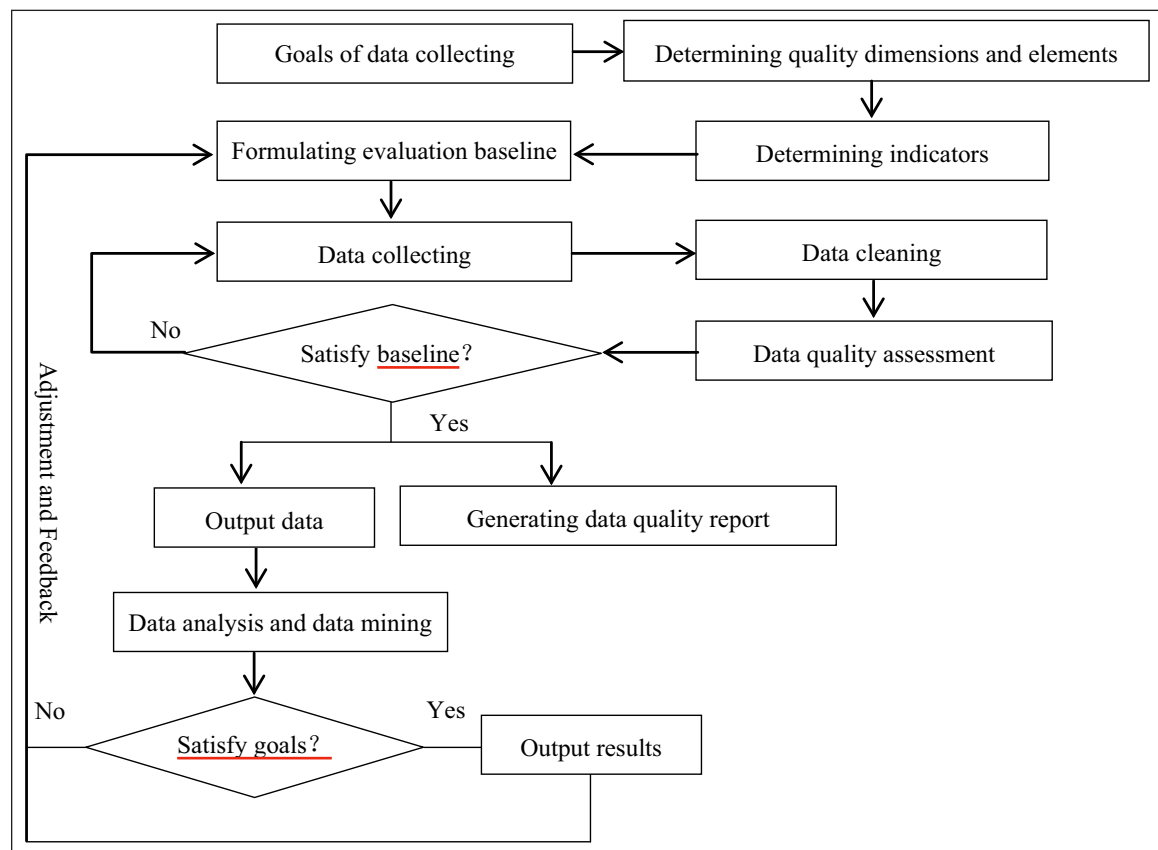 Goals of data collecting
Determining quality dimensions and elements
Formulating evaluation baseline
Determining indicators
Data collecting
Data cleaning
No
Satisfy baseline？
Data quality assessment
Yes
Adjustment and Feedback
Output data
Generating data quality report
Data analysis and data mining
No
Yes
Satisfy goals？
Output results